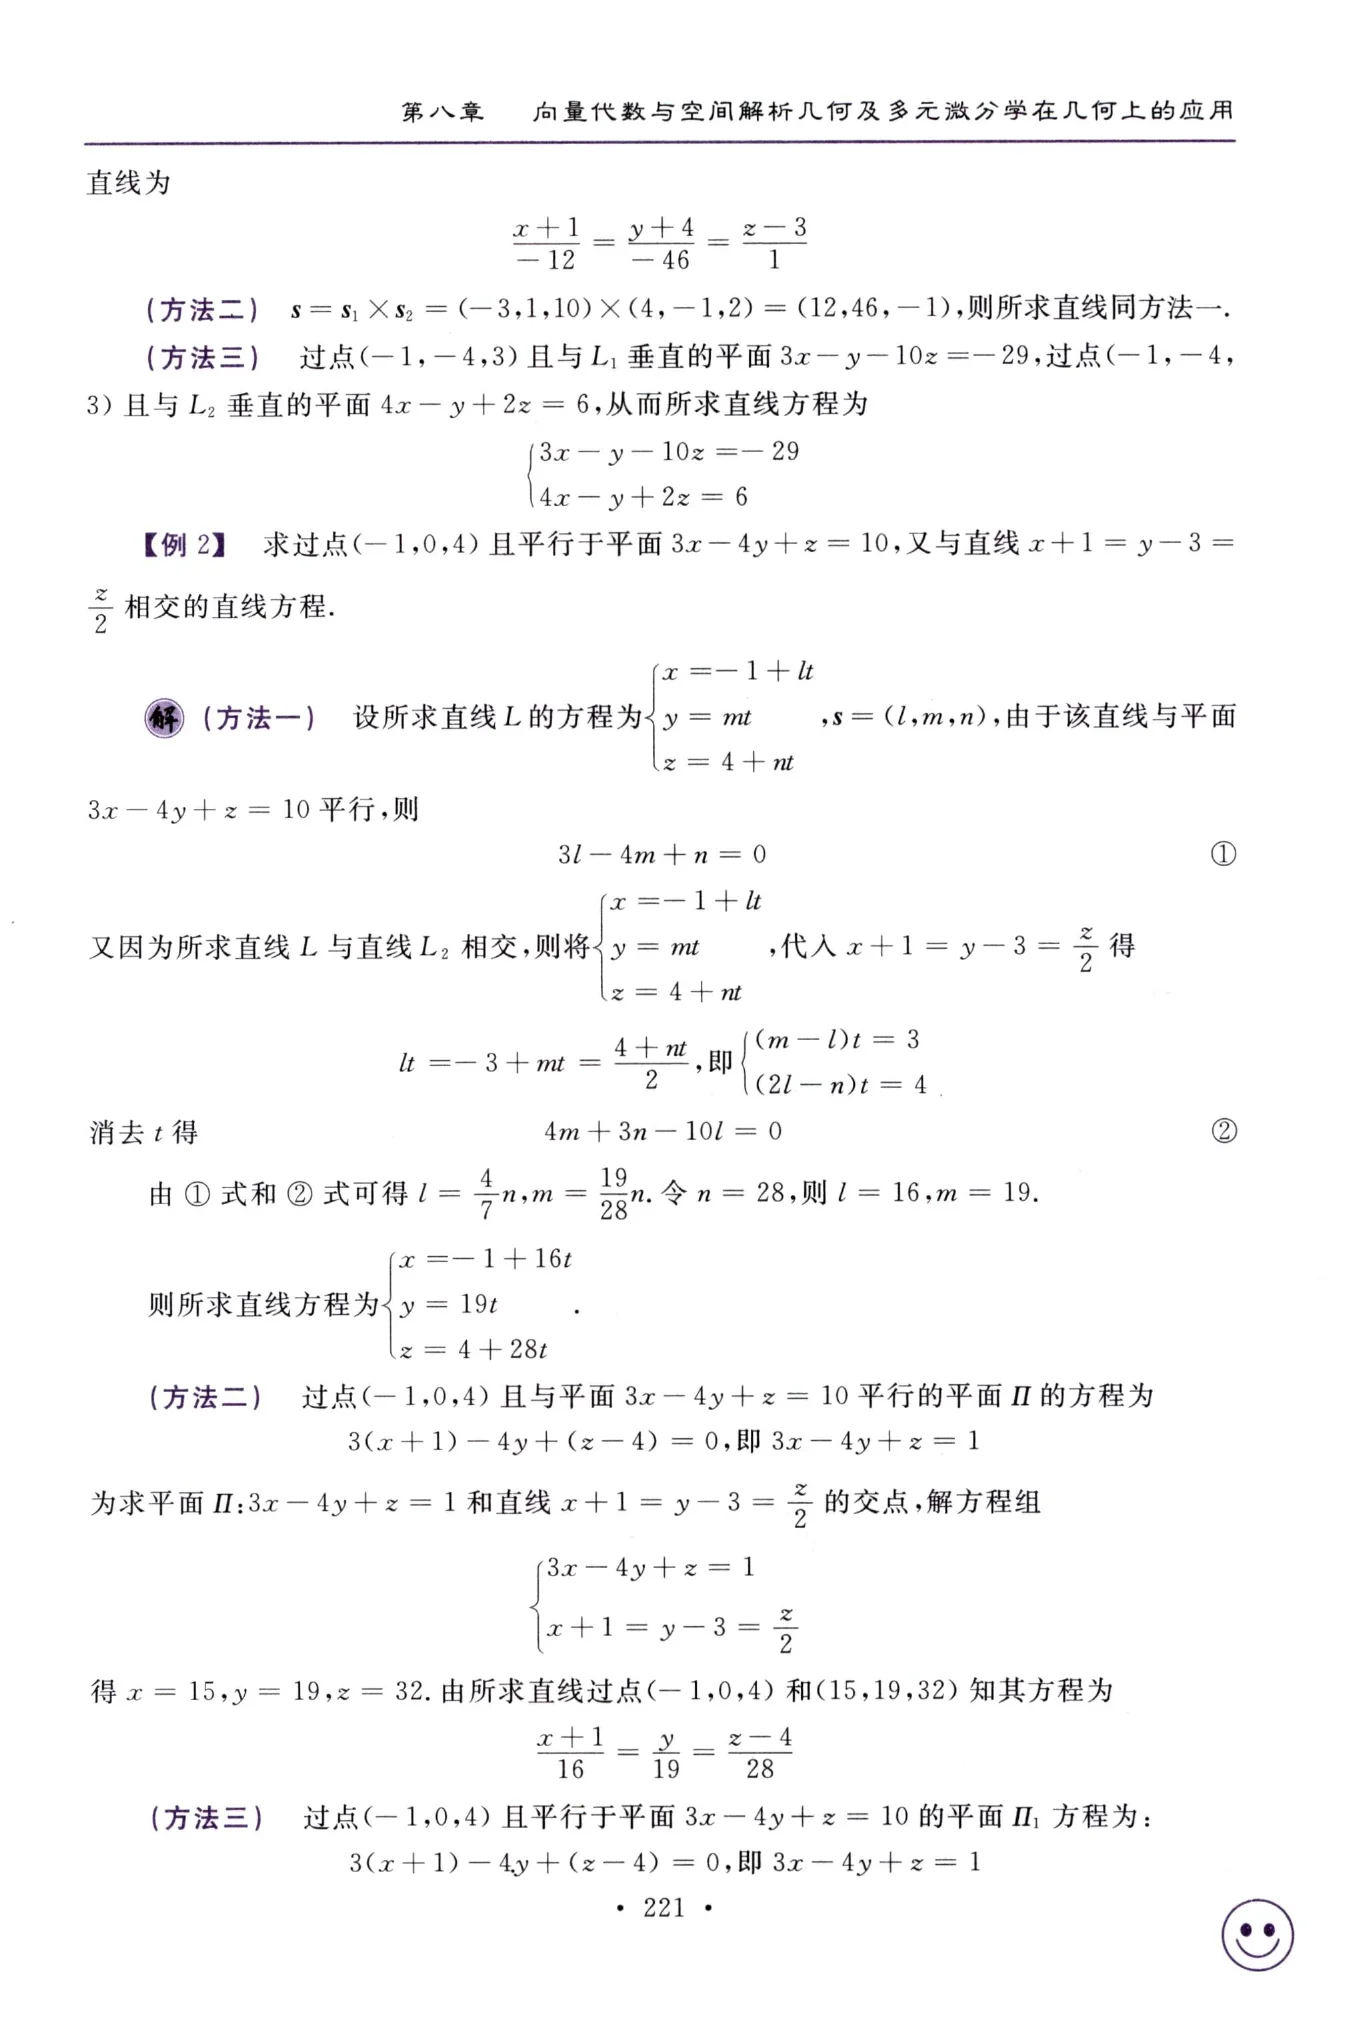 第八章 向量代数与空间解析几何及多元微分学在几何上的应用
直线为
$\frac{x+1}{-12}=\frac{y+4}{-46}=\frac{z-3}{1}$
(方法二) $\boldsymbol{s}=\boldsymbol{s}_1\times\boldsymbol{s}_2=(-3,1,10)\times(4,-1,2)=(12,46,-1)$,则所求直线同方法一.
(方法三) 过点(-1,-4,3)且与 $L_1$ 垂直的平面 3x-y-10z=-29,过点(-1,-4,
3)且与 $L_2$ 垂直的平面 4x-y+2z=6,从而所求直线方程为
$\begin{cases}3x-y-10z=-29\\4x-y+2z=6\end{cases}$
【例 2】 求过点(-1,0,4)且平行于平面 3x-4y+z=10,又与直线 x+1=y-3=
$\frac{z}{2}$ 相交的直线方程.
解 (方法一) 设所求直线 L 的方程为$\begin{cases}x=-1+lt\\y=mt\\z=4+nt\end{cases}$,$\boldsymbol{s}=(l,m,n)$,由于该直线与平面
3x-4y+z=10 平行,则
3l-4m+n=0 ①
又因为所求直线 L 与直线 $L_2$ 相交,则将$\begin{cases}x=-1+lt\\y=mt\\z=4+nt\end{cases}$,代入 $x+1=y-3=\frac{z}{2}$ 得
$lt=-3+mt=\frac{4+nt}{2}$,即$\begin{cases}(m-l)t=3\\(2l-n)t=4\end{cases}$.
消去 t 得 4m+3n-10l=0 ②
由 ① 式和 ② 式可得 $l=\frac{4}{7}n,m=\frac{19}{28}n$.令 n=28,则 l=16,m=19.
则所求直线方程为$\begin{cases}x=-1+16t\\y=19t\\z=4+28t\end{cases}$.
(方法二) 过点(-1,0,4)且与平面 3x-4y+z=10 平行的平面 Π 的方程为
3(x+1)-4y+(z-4)=0,即 3x-4y+z=1
为求平面 Π:3x-4y+z=1 和直线 $x+1=y-3=\frac{z}{2}$ 的交点,解方程组
$\begin{cases}3x-4y+z=1\\x+1=y-3=\frac{z}{2}\end{cases}$
得 x=15,y=19,z=32.由所求直线过点(-1,0,4)和(15,19,32)知其方程为
$\frac{x+1}{16}=\frac{y}{19}=\frac{z-4}{28}$
(方法三) 过点(-1,0,4)且平行于平面 3x-4y+z=10 的平面 $Π_1$ 方程为:
3(x+1)-4y+(z-4)=0,即 3x-4y+z=1
· 221 ·